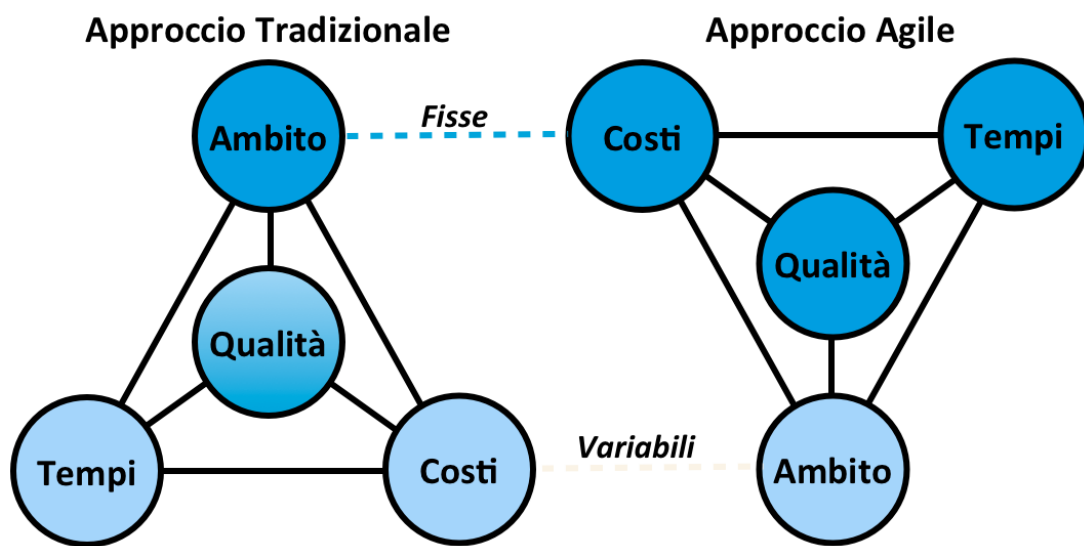 Approccio Tradizionale
Approccio Agile
Ambito
Fisse
Costi
Tempi
Qualità
Qualità
Tempi
Costi
Variabili
Ambito